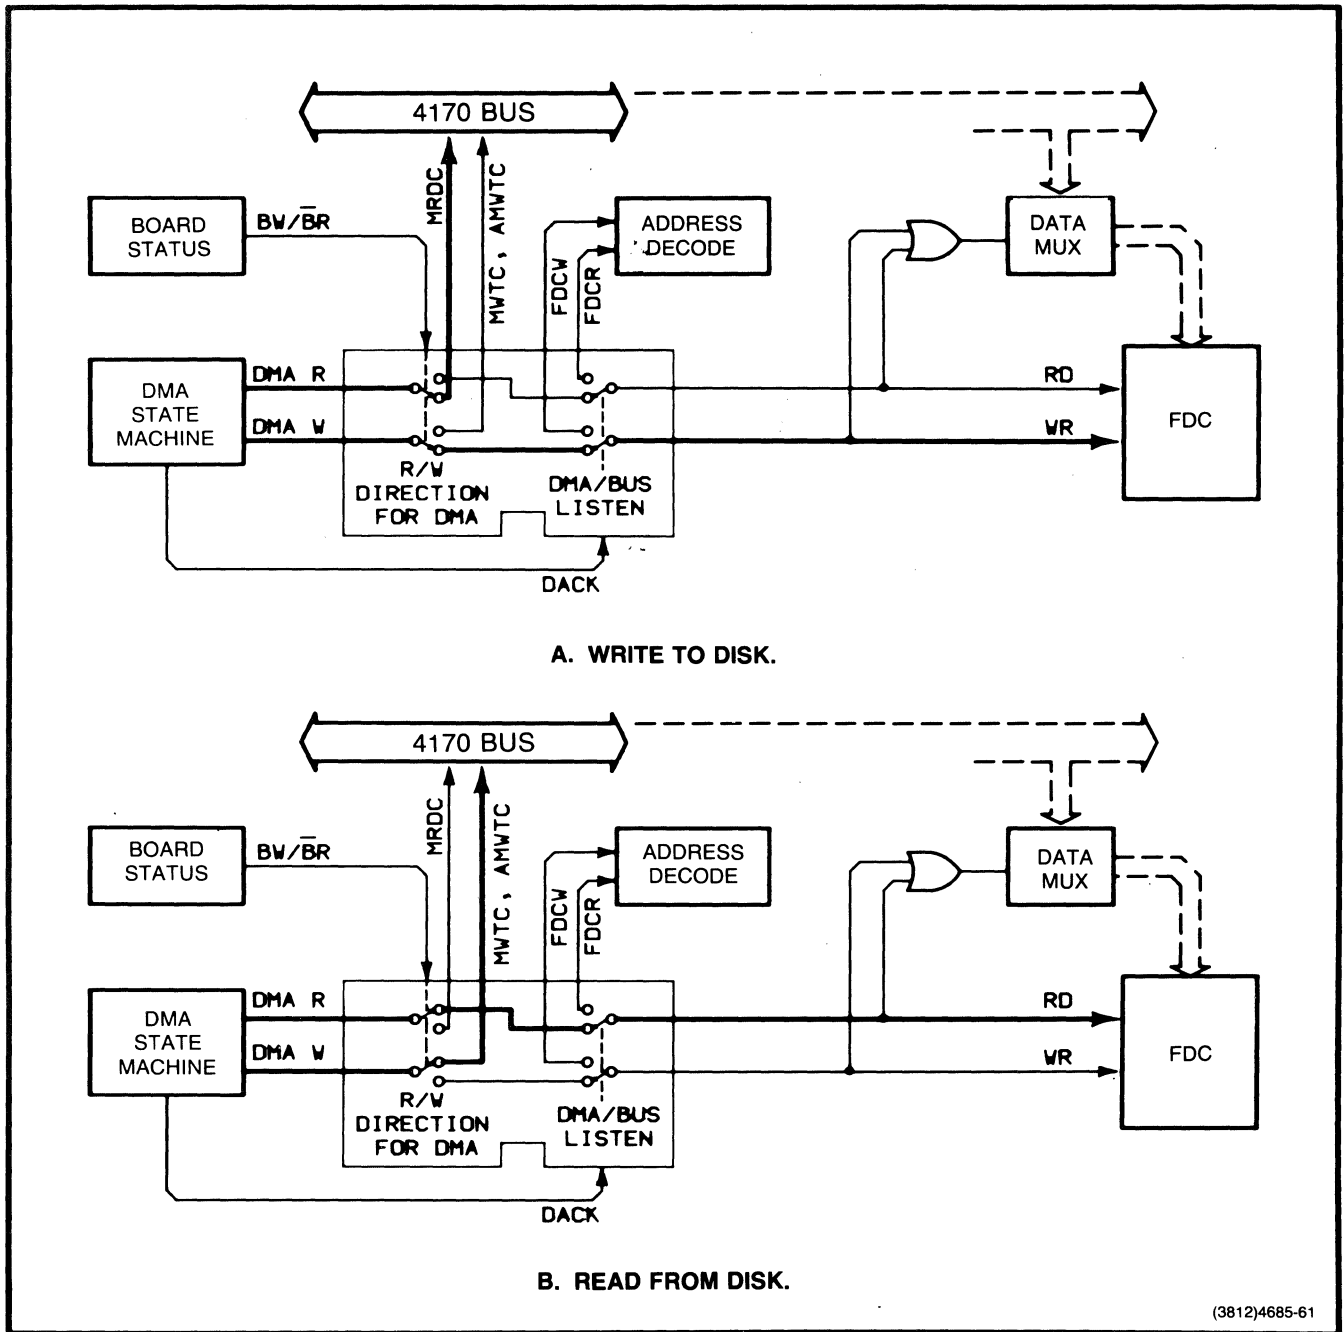 4170 BUS
BOARD
STATUS
BW/B̅R
MRDC
MWTC, AMWTC
FDCW
FDCR
ADDRESS
DECODE
DATA
MUX
DMA
STATE
MACHINE
DMA R
DMA W
R/W
DIRECTION
FOR DMA
DMA/BUS
LISTEN
RD
WR
FDC
DACK
A. WRITE TO DISK.
4170 BUS
BOARD
STATUS
BW/B̅R
MRDC
MWTC, AMWTC
FDCW
FDCR
ADDRESS
DECODE
DATA
MUX
DMA
STATE
MACHINE
DMA R
DMA W
R/W
DIRECTION
FOR DMA
DMA/BUS
LISTEN
RD
WR
FDC
DACK
B. READ FROM DISK.
(3812)4685-61